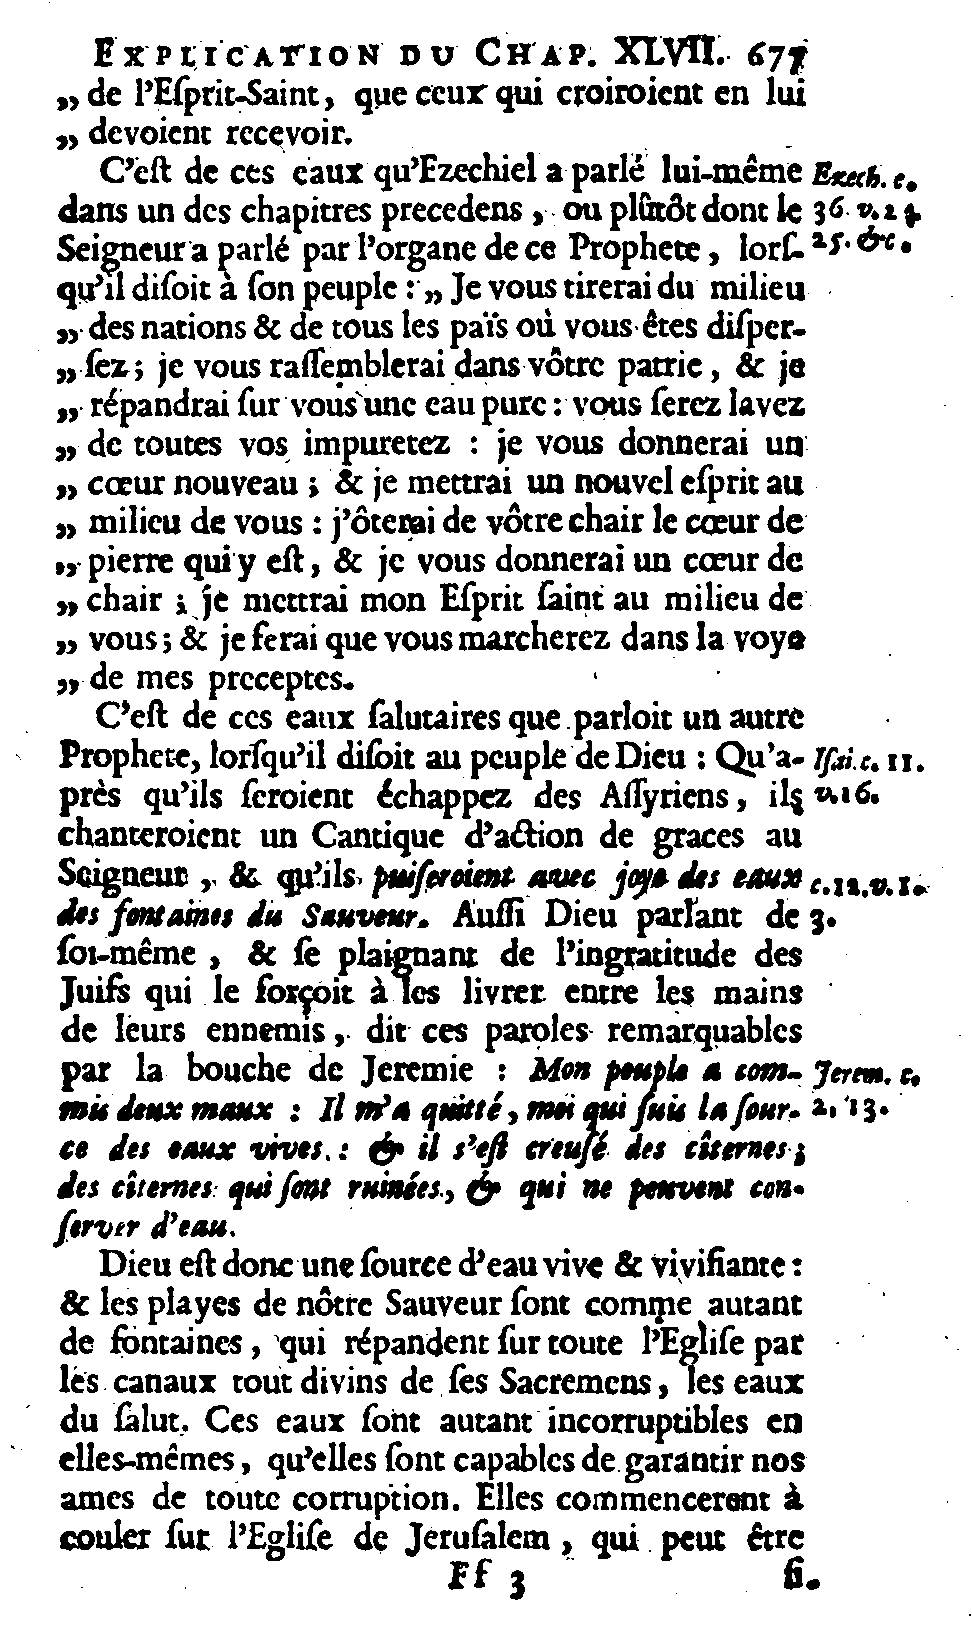 EXPLICATION DU CHAP. XLVII. 677
„ de l'Eſprit-Saint, que ceux qui croiroient en lui
„ devoient recevoir.
C'eſt de ces eaux qu'Ezechiel a parlé lui-même Ezech. c.
dans un des chapitres precedens, ou plûtôt dont le 36. v. 24.
Seigneur a parlé par l'organe de ce Prophete, lorſ- 25. &c.
qu'il diſoit à ſon peuple : „ Je vous tirerai du milieu
„ des nations & de tous les païs où vous êtes diſper-
„ ſez; je vous raſſemblerai dans vôtre patrie, & je
„ répandrai ſur vous une eau pure : vous ſerez lavez
„ de toutes vos impuretez : je vous donnerai un
„ cœur nouveau ; & je mettrai un nouvel eſprit au
„ milieu de vous : j'ôterai de vôtre chair le cœur de
„ pierre qui y eſt, & je vous donnerai un cœur de
„ chair ; je mettrai mon Eſprit ſaint au milieu de
„ vous; & je ferai que vous marcherez dans la voye
„ de mes preceptes.
C'eſt de ces eaux ſalutaires que parloit un autre
Prophete, lorſqu'il diſoit au peuple de Dieu : Qu'a- Iſai. c. 11.
près qu'ils ſeroient échappez des Aſſyriens, ils v. 16.
chanteroient un Cantique d'action de graces au
Seigneur, & qu'ils puiſeroient avec joye des eaux c. 12. v. 1.
des fontaines du Sauveur. Auſſi Dieu parlant de 3.
ſoi-même, & ſe plaignant de l'ingratitude des
Juifs qui le forçoit à les livrer entre les mains
de leurs ennemis, dit ces paroles remarquables
par la bouche de Jeremie : Mon peuple a com- Jerem. c.
mis deux maux : Il m'a quitté, moi qui ſuis la ſour- 2. 13.
ce des eaux vives. : & il s'eſt creuſé des cîternes;
des cîternes qui ſont ruinées, & qui ne peuvent con-
ſerver d'eau.
Dieu eſt donc une ſource d'eau vive & vivifiante :
& les playes de nôtre Sauveur ſont comme autant
de fontaines, qui répandent ſur toute l'Egliſe par
les canaux tout divins de ſes Sacremens, les eaux
du ſalut. Ces eaux ſont autant incorruptibles en
elles-mêmes, qu'elles ſont capables de garantir nos
ames de toute corruption. Elles commencerent à
couler ſur l'Egliſe de Jeruſalem, qui peut être
Ff 3 ſi.